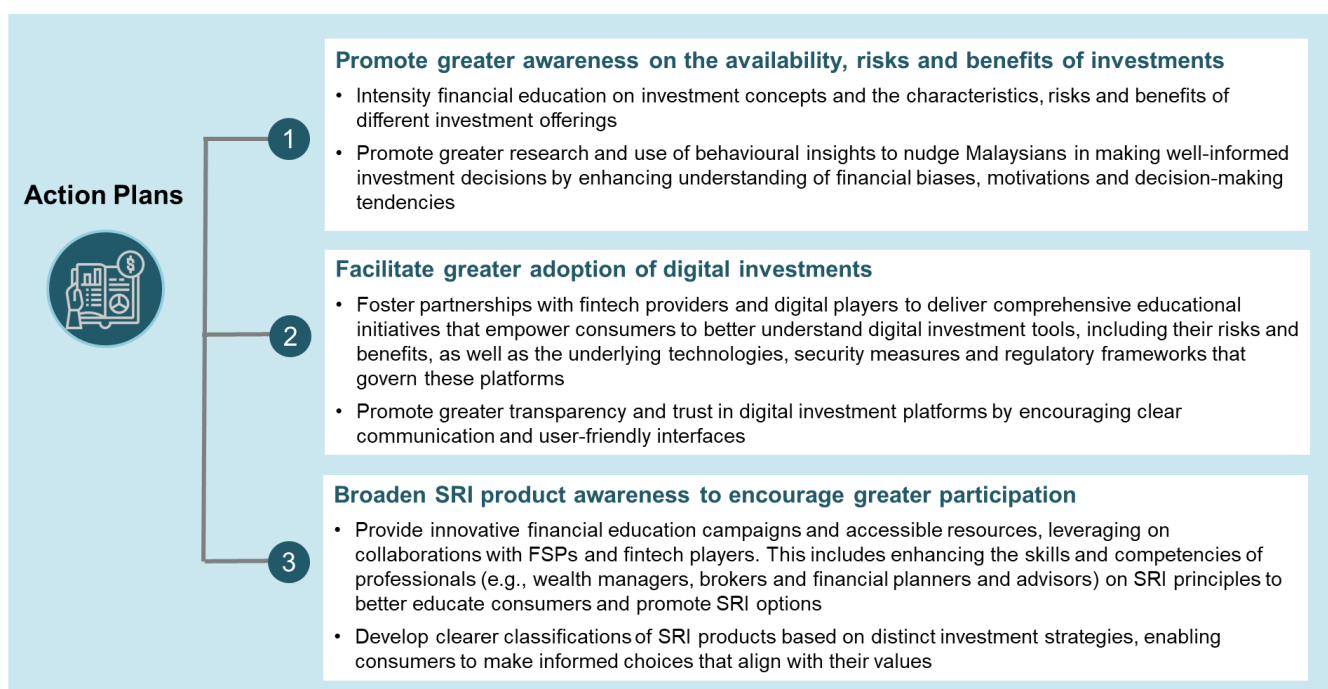 Action Plans
$
1
Promote greater awareness on the availability, risks and benefits of investments
• Intensity financial education on investment concepts and the characteristics, risks and benefits of
different investment offerings
• Promote greater research and use of behavioural insights to nudge Malaysians in making well-informed
investment decisions by enhancing understanding of financial biases, motivations and decision-making
tendencies
2
Facilitate greater adoption of digital investments
• Foster partnerships with fintech providers and digital players to deliver comprehensive educational
initiatives that empower consumers to better understand digital investment tools, including their risks and
benefits, as well as the underlying technologies, security measures and regulatory frameworks that
govern these platforms
• Promote greater transparency and trust in digital investment platforms by encouraging clear
communication and user-friendly interfaces
3
Broaden SRI product awareness to encourage greater participation
• Provide innovative financial education campaigns and accessible resources, leveraging on
collaborations with FSPs and fintech players. This includes enhancing the skills and competencies of
professionals (e.g., wealth managers, brokers and financial planners and advisors) on SRI principles to
better educate consumers and promote SRI options
• Develop clearer classifications of SRI products based on distinct investment strategies, enabling
consumers to make informed choices that align with their values